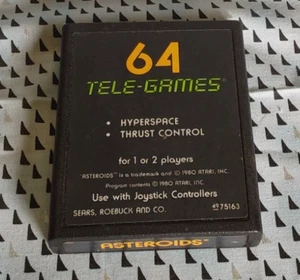 64
TELE-GAMES®
• HYPERSPACE
• THRUST CONTROL
for 1 or 2 players
"ASTEROIDS" is a trademark and © 1980 ATARI, INC.
Program contents © 1980 ATARI, INC.
Use with Joystick Controllers
SEARS, ROEBUCK AND CO. 49 75163
ASTEROIDS
64